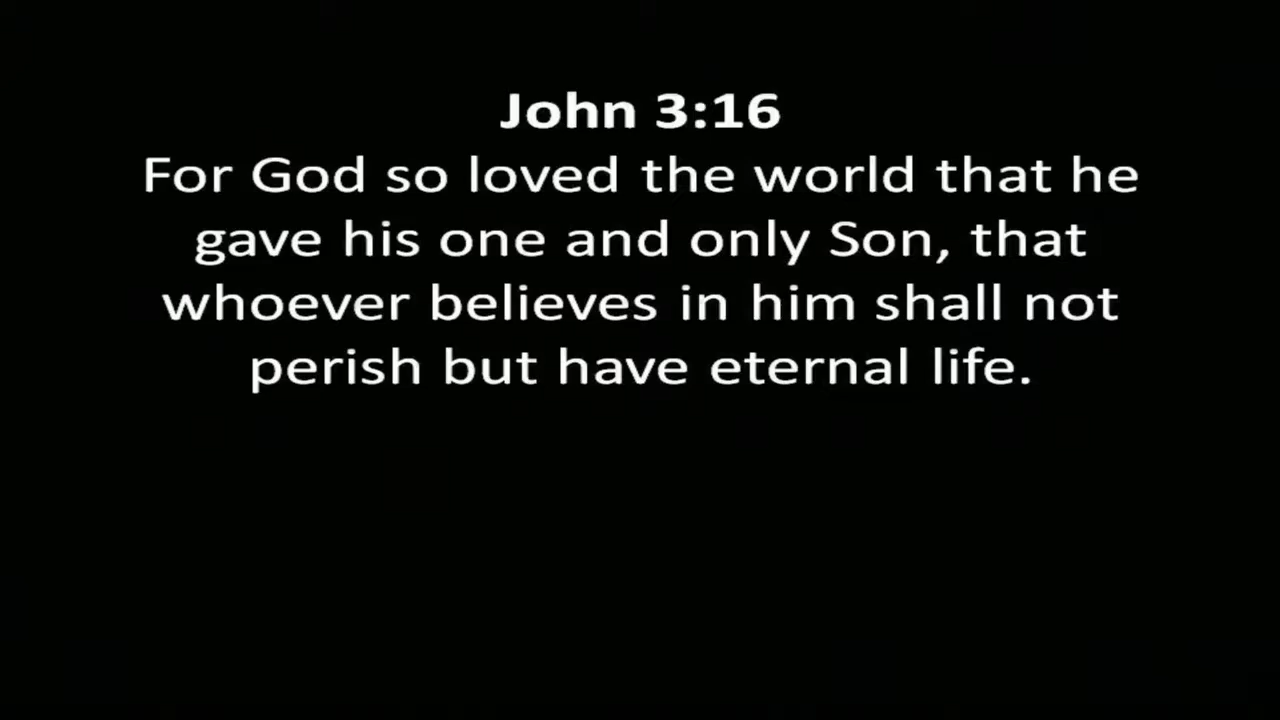 John 3:16
For God so loved the world that he
gave his one and only Son, that
whoever believes in him shall not
perish but have eternal life.